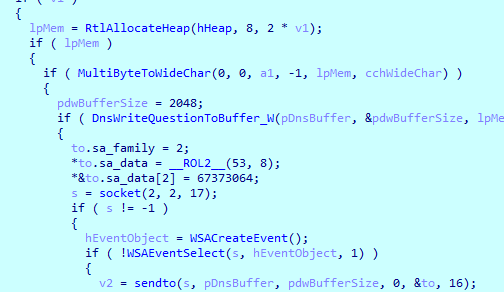 {
lpMem = RtlAllocateHeap(hHeap, 8, 2 * v1);
if ( lpMem )
{
if ( MultiByteToWideChar(0, 0, a1, -1, lpMem, cchWideChar) )
{
pdwBufferSize = 2048;
if ( DnsWriteQuestionToBuffer_W(pDnsBuffer, &pdwBufferSize, lpMe
{
to.sa_family = 2;
*to.sa_data = __ROL2__(53, 8);
*&to.sa_data[2] = 67373064;
s = socket(2, 2, 17);
if ( s != -1 )
{
hEventObject = WSACreateEvent();
if ( !WSAEventSelect(s, hEventObject, 1) )
{
v2 = sendto(s, pDnsBuffer, pdwBufferSize, 0, &to, 16);